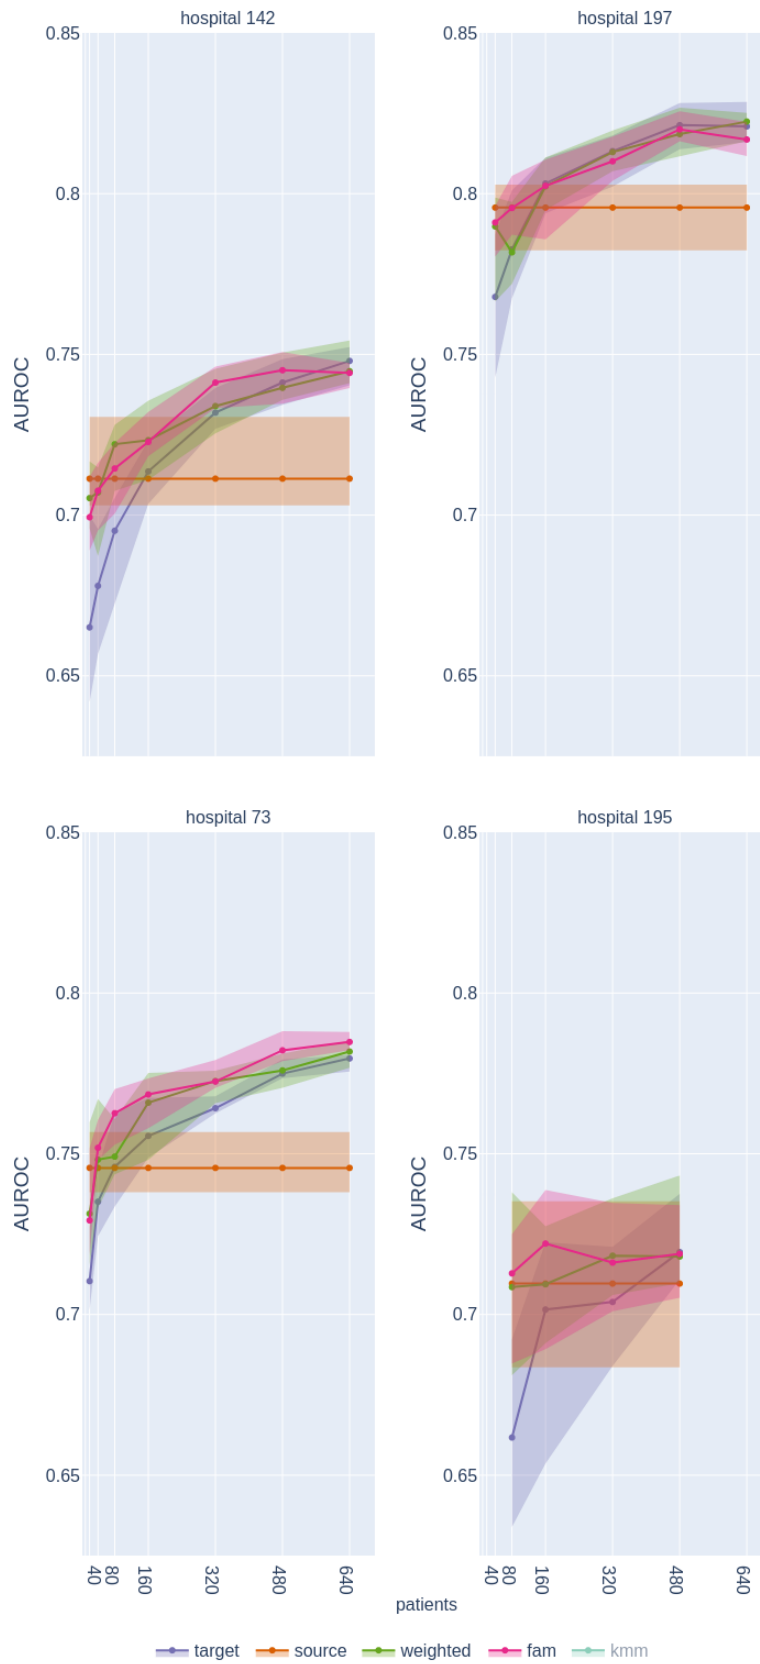 hospital 142
hospital 197
0.85
0.8
0.75
0.7
0.65
AUROC
0.85
0.8
0.75
0.7
0.65
AUROC
hospital 73
hospital 195
0.85
0.8
0.75
0.7
0.65
AUROC
0.85
0.8
0.75
0.7
0.65
AUROC
40 80 160 320 480 640
40 80 160 320 480 640
patients
target source weighted fam kmm